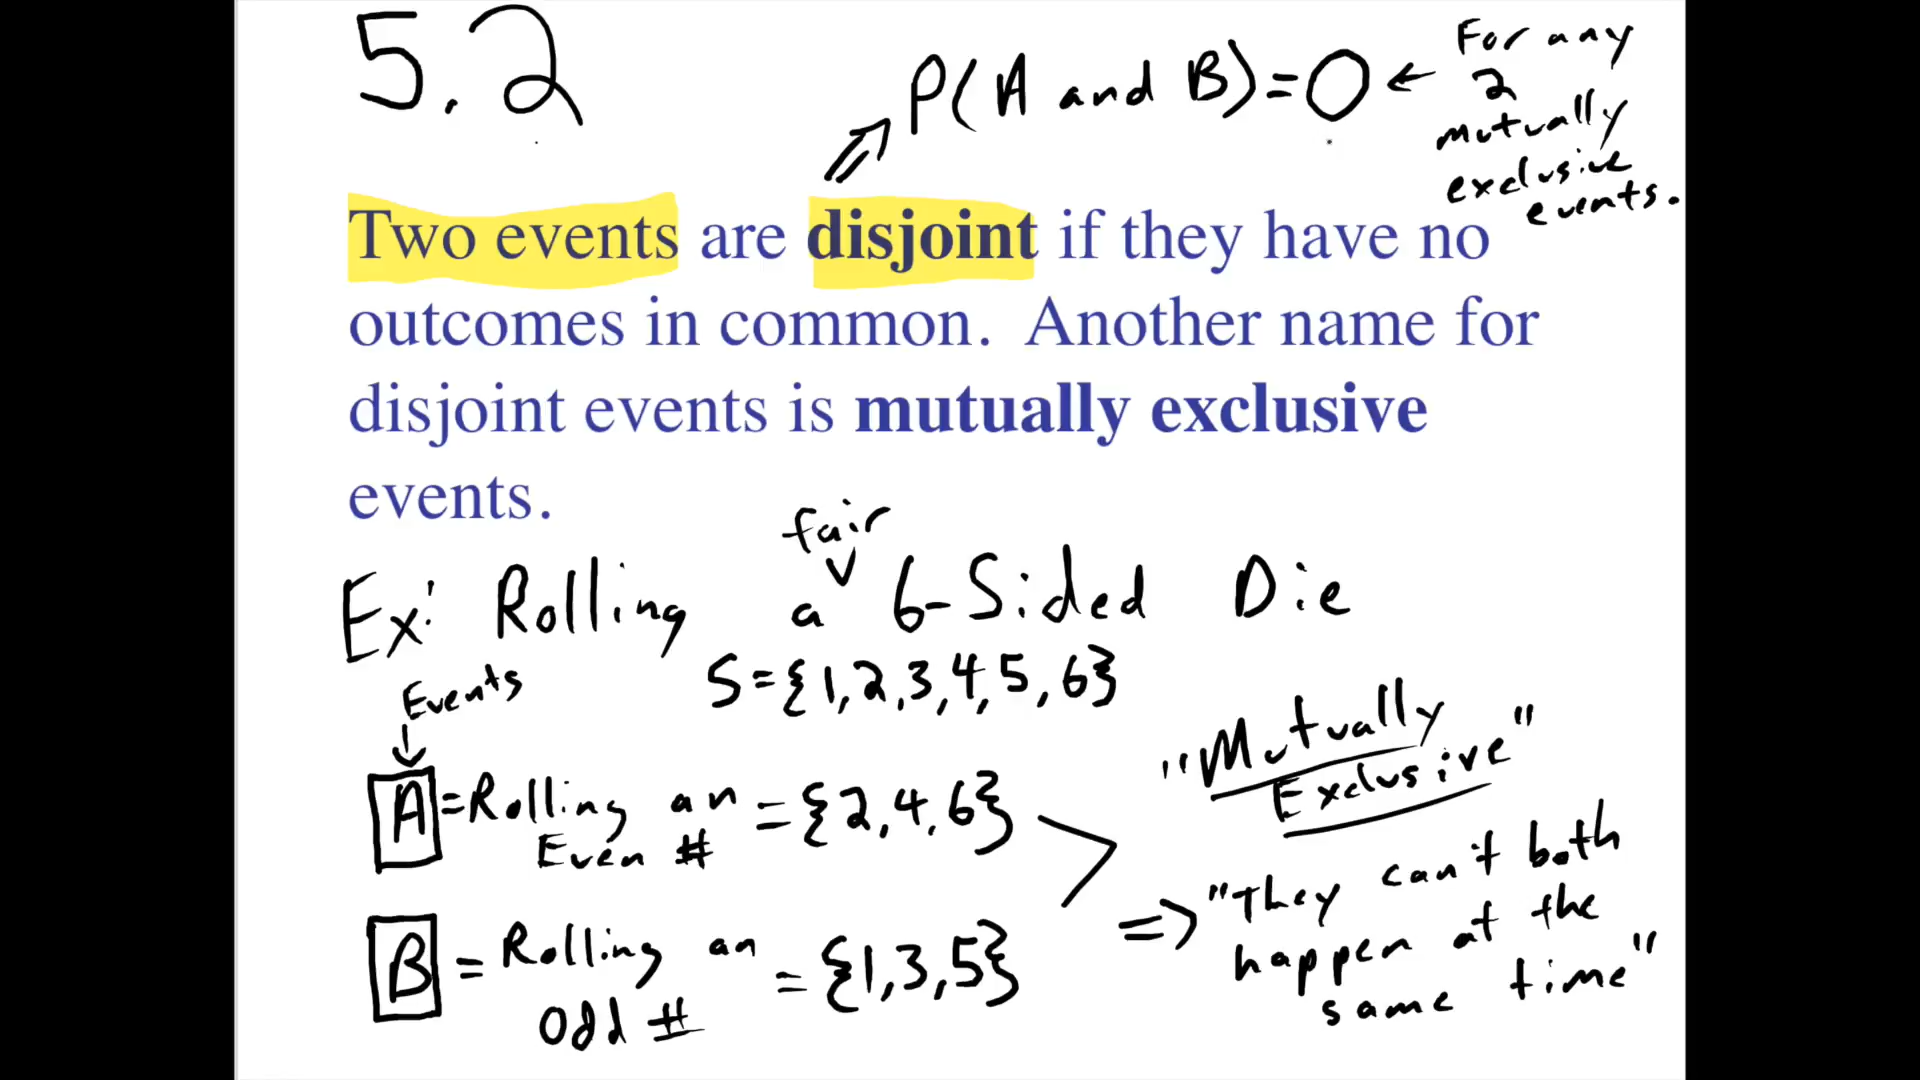 5.2
P(A and B)=0 ← For any
2
mutually
exclusive
events.
Two events are disjoint if they have no
outcomes in common. Another name for
disjoint events is mutually exclusive
events.
fair
Ex: Rolling a 6-Sided Die
S={1,2,3,4,5,6}
Events
A=Rolling an = {2,4,6}
Even #
B = Rolling an = {1,3,5}
Odd #
"Mutually
Exclusive"
=> "They can't both
happen at the
same time"